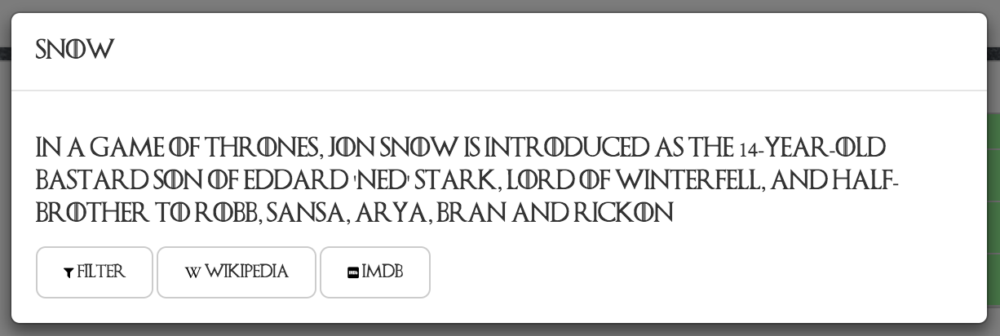 SNOW
IN A GAME OF THRONES, JON SNOW IS INTRODUCED AS THE 14-YEAR-OLD
BASTARD SON OF EDDARD 'NED' STARK, LORD OF WINTERFELL, AND HALF-
BROTHER TO ROBB, SANSA, ARYA, BRAN AND RICKON
FILTER W WIKIPEDIA IMDb IMDB